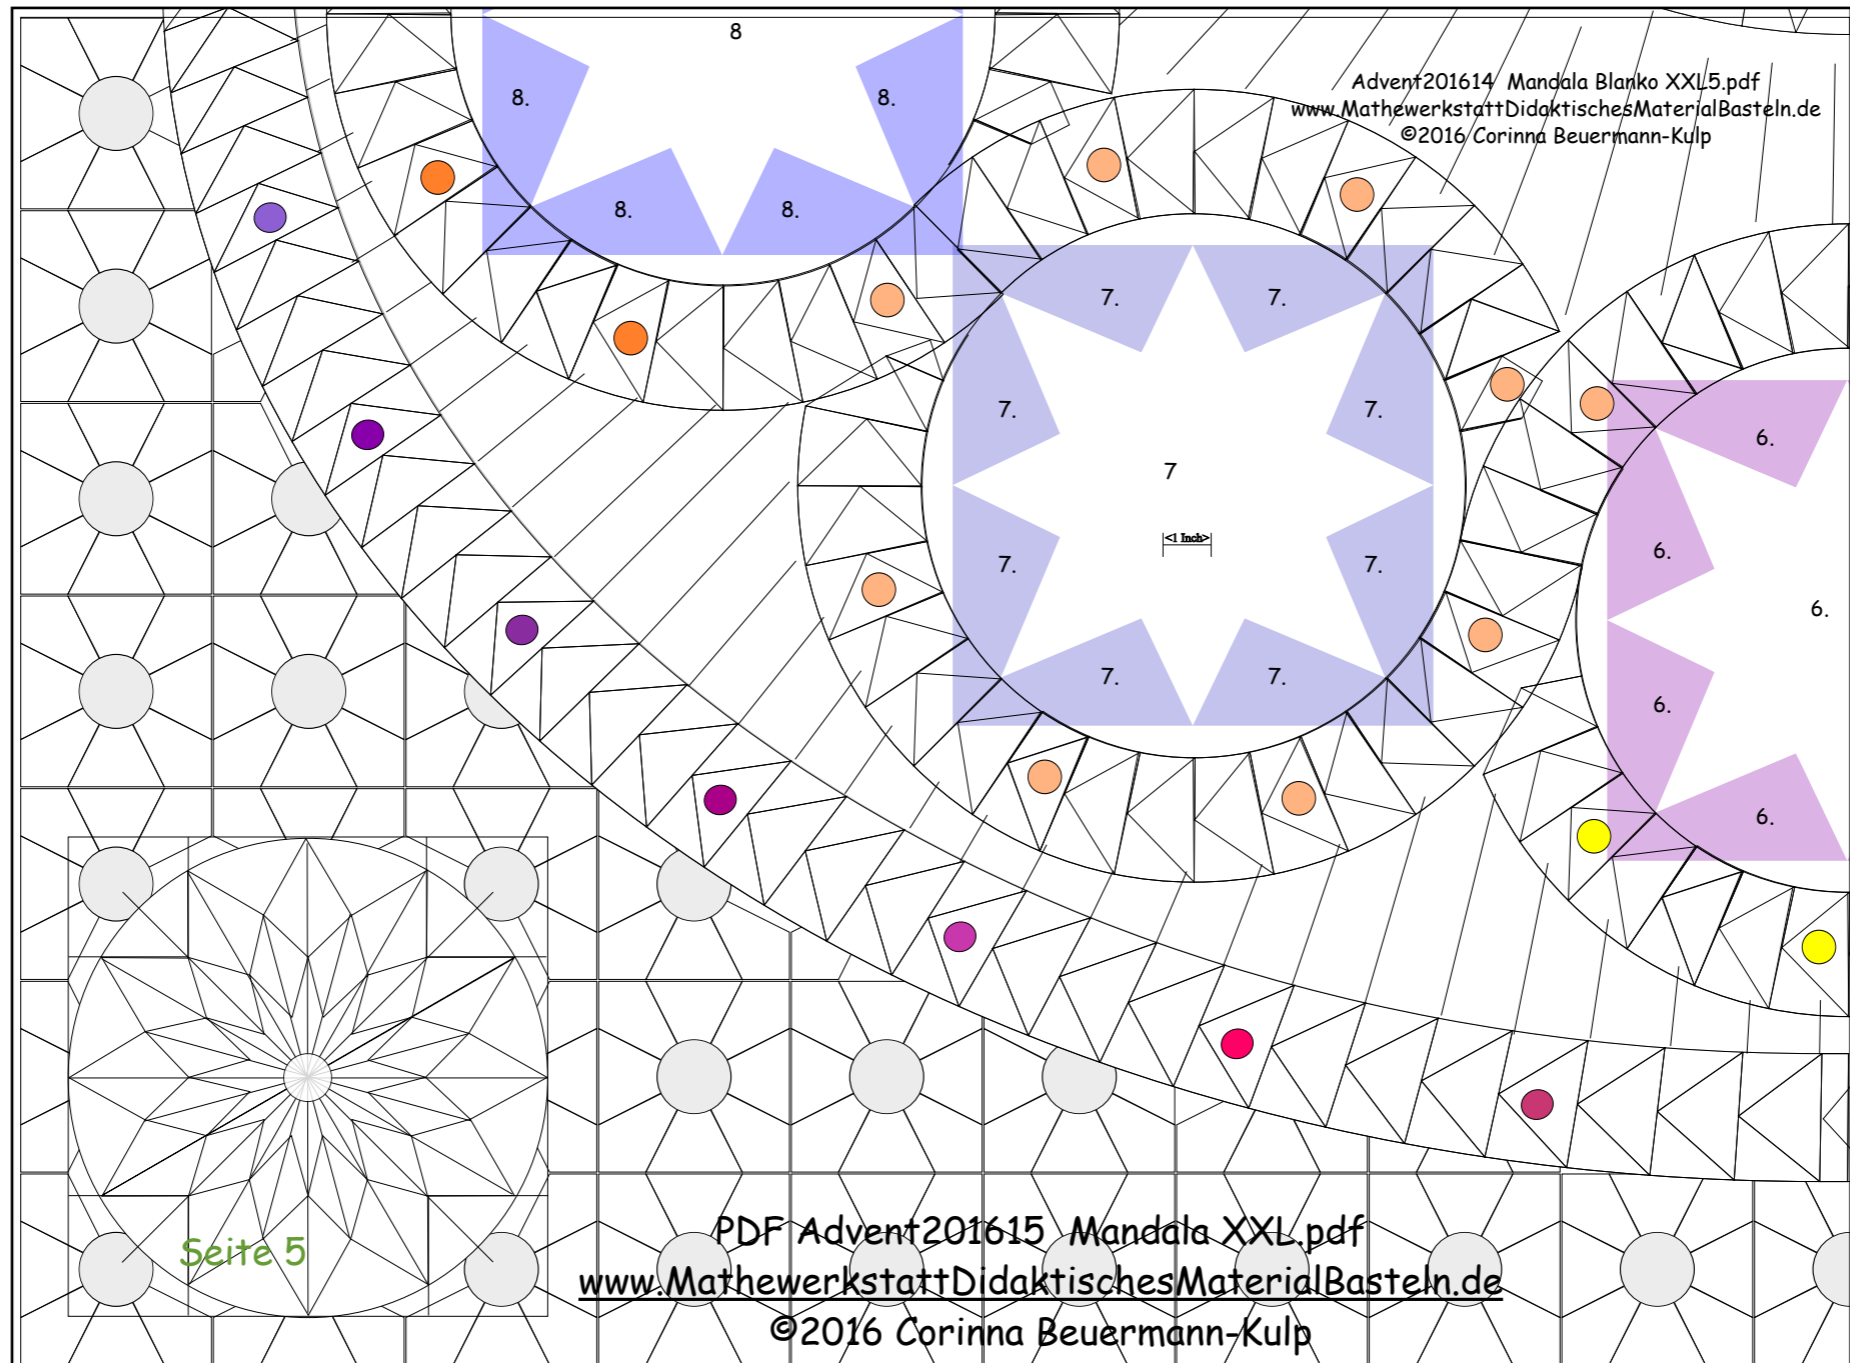 8
Advent201614 Mandala Blanko XXL5.pdf
www.MathewerkstattDidaktischesMaterialBasteln.de
©2016 Corinna Beuermann-Kulp
8.
8.
8.
8.
7.
7.
7.
7.
6.
7
<1 Inch>
7.
7.
6.
6.
7.
7.
6.
6.
Seite 5
PDF Advent201615 Mandala XXL.pdf
www.MathewerkstattDidaktischesMaterialBasteln.de
©2016 Corinna Beuermann-Kulp